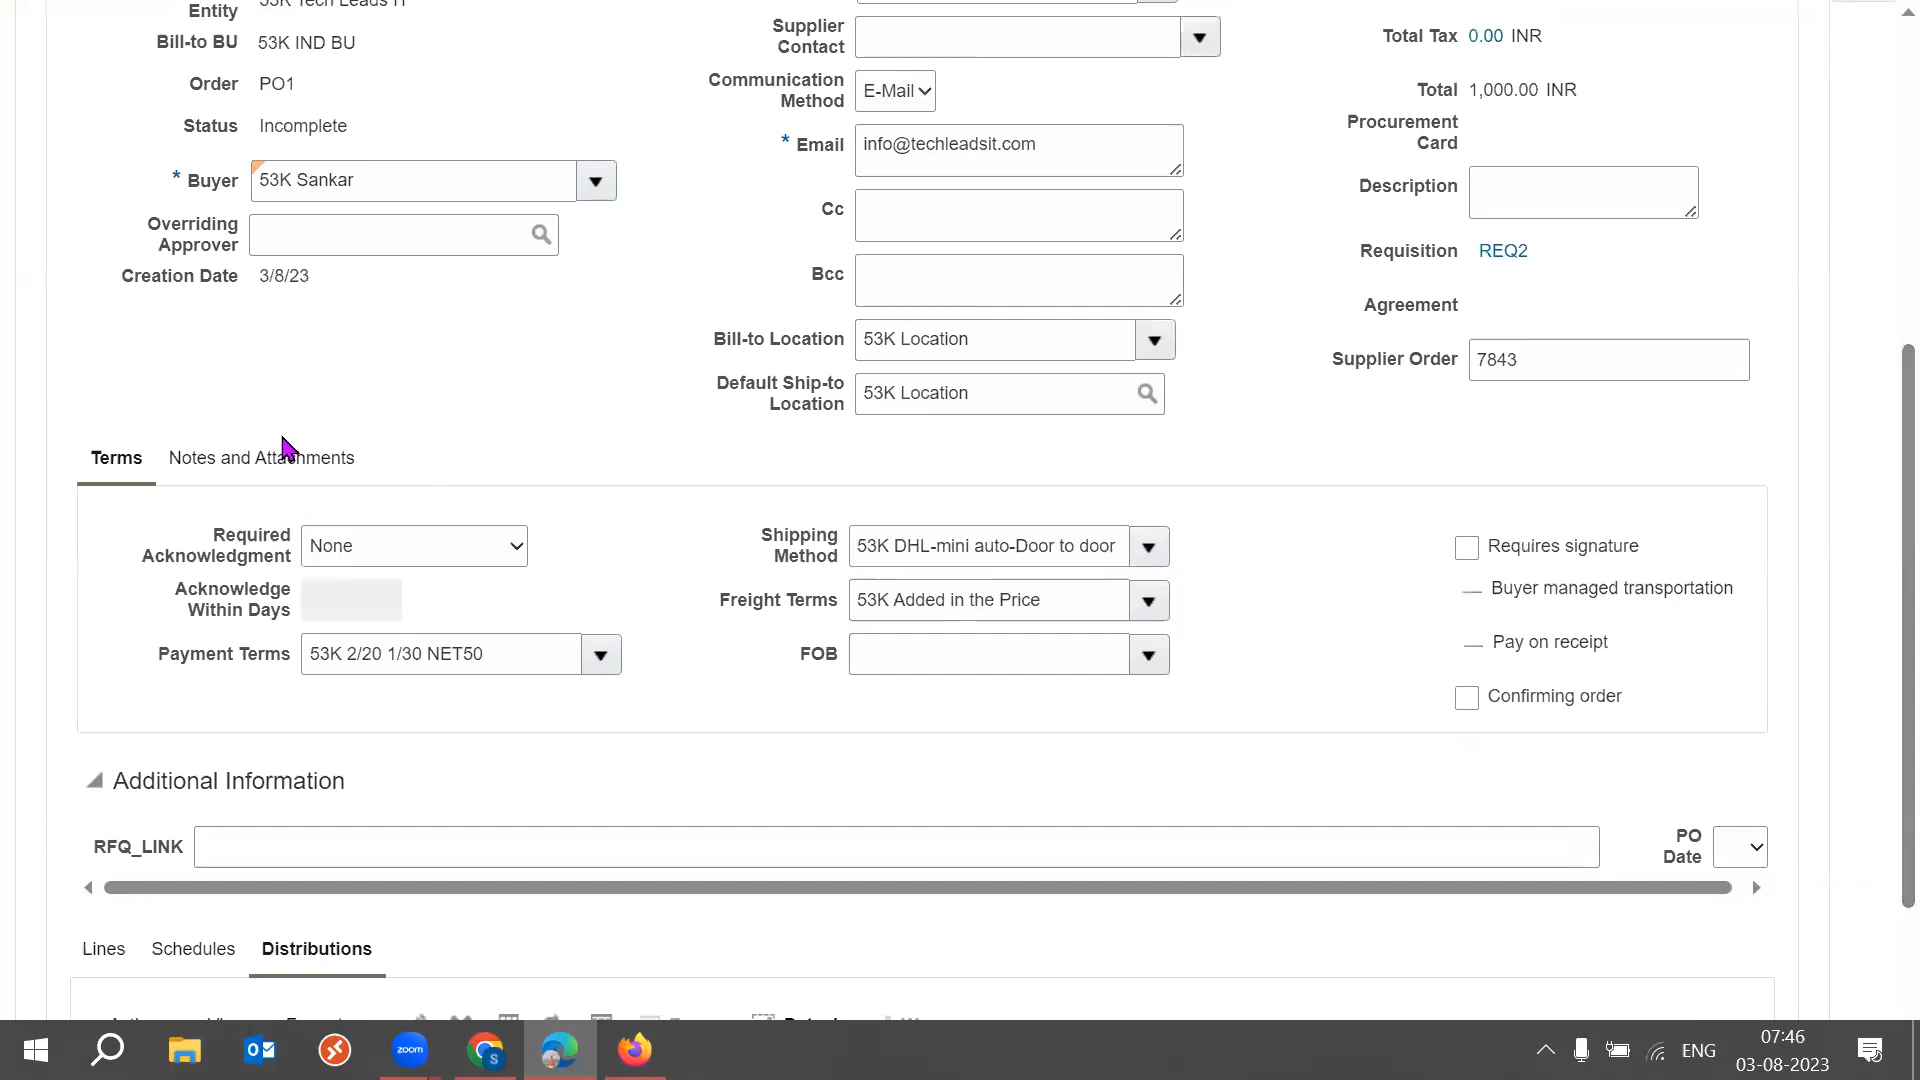 Entity
Bill-to BU 53K IND BU
Order PO1
Status Incomplete
* Buyer 53K Sankar
Overriding
Approver
Creation Date 3/8/23
Supplier
Contact
Communication
Method E-Mail
* Email info@techleadsit.com
Cc
Bcc
Bill-to Location 53K Location
Default Ship-to
Location 53K Location
Total Tax 0.00 INR
Total 1,000.00 INR
Procurement
Card
Description
Requisition REQ2
Agreement
Supplier Order 7843
Terms Notes and Attachments
Required
Acknowledgment None
Acknowledge
Within Days
Payment Terms 53K 2/20 1/30 NET50
Shipping
Method 53K DHL-mini auto-Door to door
Freight Terms 53K Added in the Price
FOB
Requires signature
Buyer managed transportation
Pay on receipt
Confirming order
Additional Information
RFQ_LINK
PO
Date
Lines Schedules Distributions
zoom
S
ENG
07:46
03-08-2023